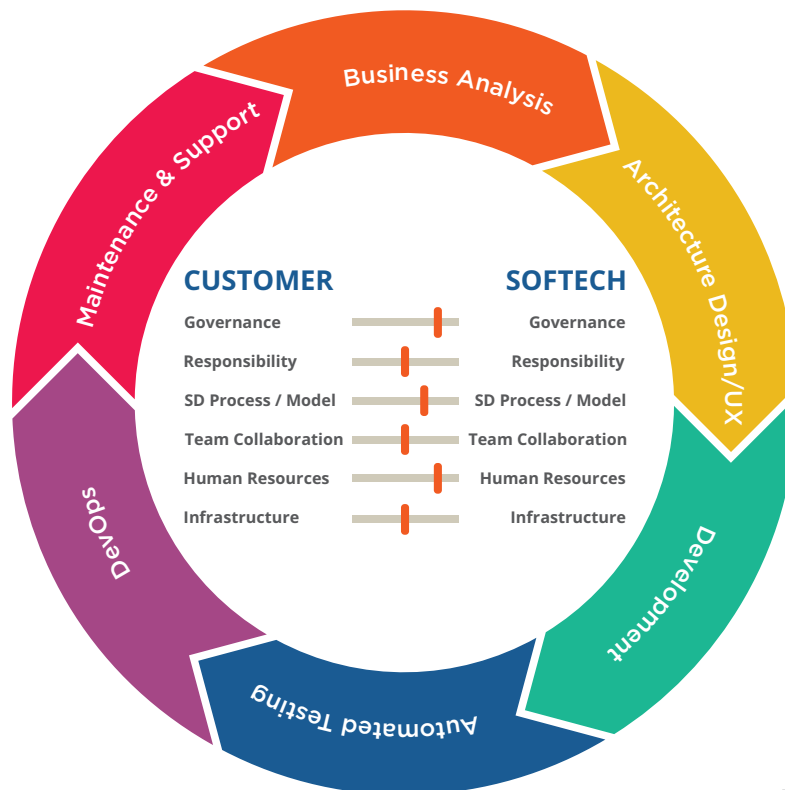 Business Analysis
Architecture Design/UX
Development
Automated Testing
DevOps
Maintenance & Support
CUSTOMER SOFTECH
Governance Governance
Responsibility Responsibility
SD Process / Model SD Process / Model
Team Collaboration Team Collaboration
Human Resources Human Resources
Infrastructure Infrastructure